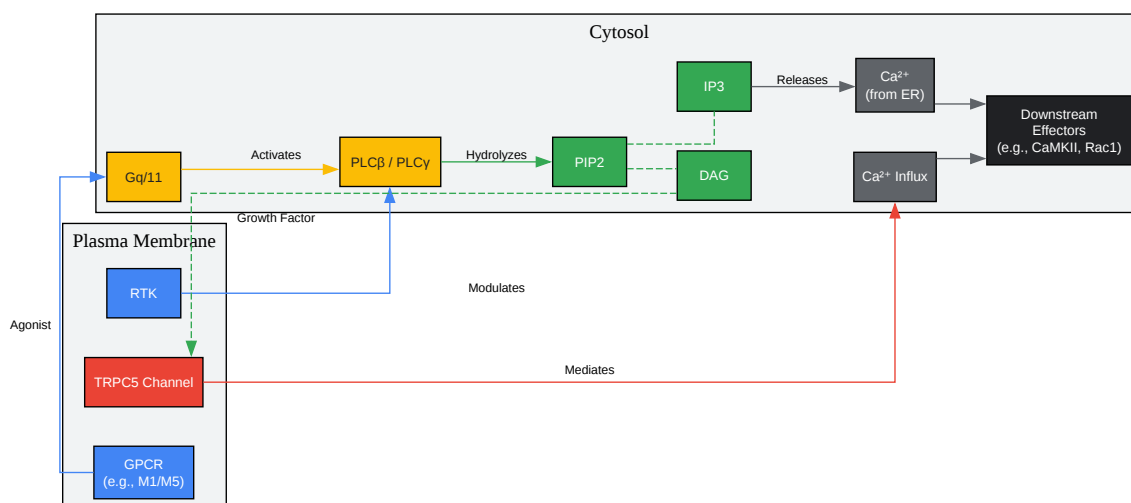 Cytosol
IP3
Releases
Ca²⁺
(from ER)
Downstream
Effectors
(e.g., CaMKII, Rac1)
Gq/11
Activates
PLCβ / PLCγ
Hydrolyzes
PIP2
DAG
Ca²⁺ Influx
Growth Factor
Plasma Membrane
RTK
Modulates
Agonist
TRPC5 Channel
Mediates
GPCR
(e.g., M1/M5)